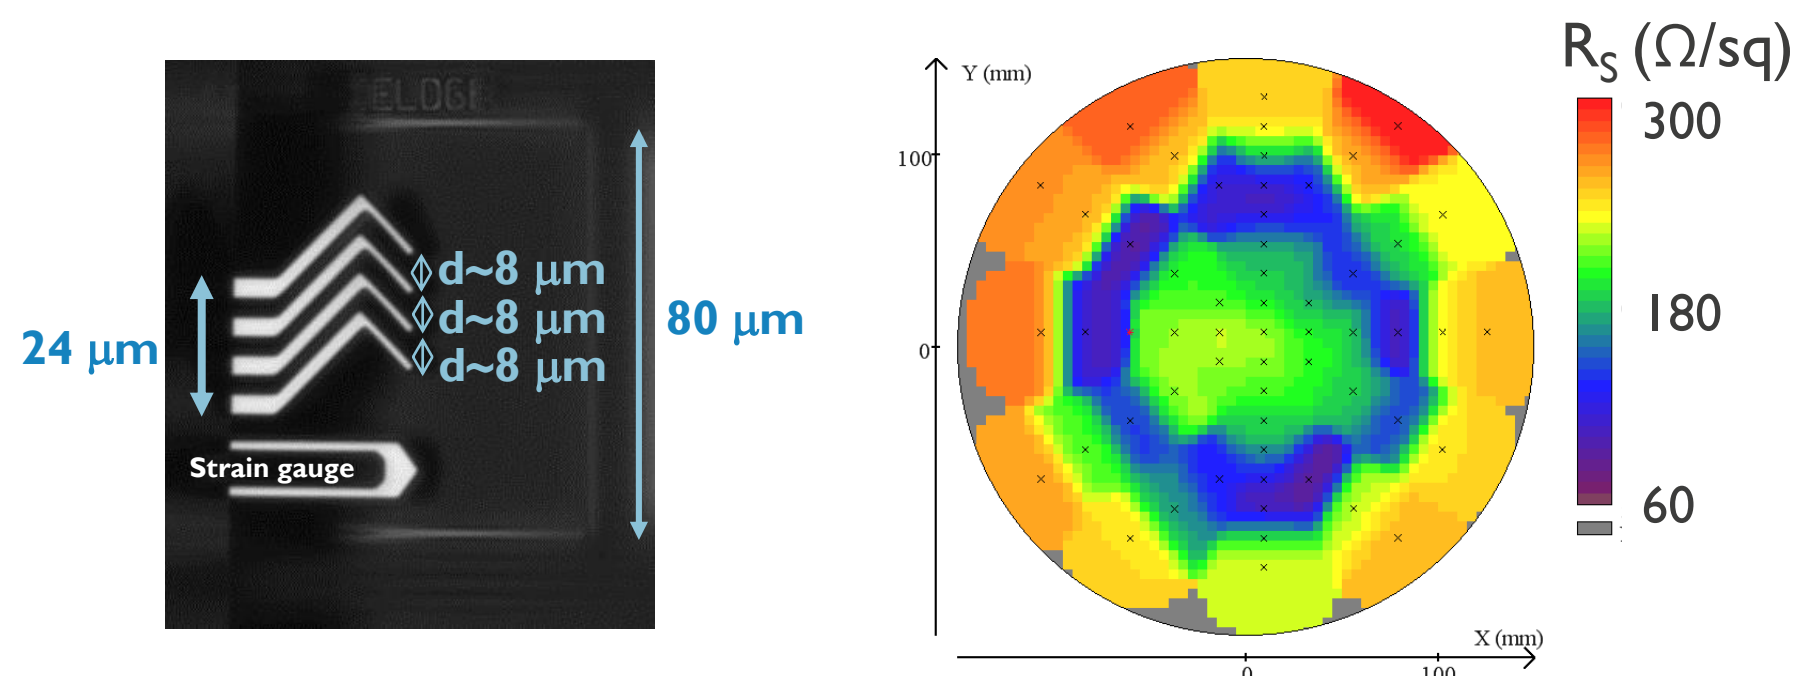 ELOGE
24 μm
d~8 μm
d~8 μm
d~8 μm
80 μm
Strain gauge
Y (mm)
100
0
X (mm)
0
100
R_S (Ω/sq)
300
180
60